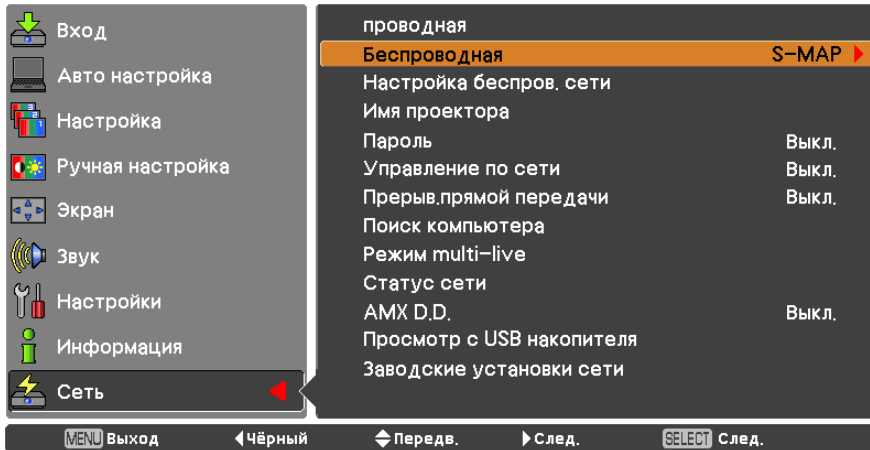 Вход
Авто настройка
Настройка
Ручная настройка
Экран
Звук
Настройки
Информация
Сеть
проводная
Беспроводная S-MAP
Настройка беспров. сети
Имя проектора
Пароль Выкл.
Управление по сети Выкл.
Прерыв.прямой передачи Выкл.
Поиск компьютера
Режим multi-live
Статус сети
AMX D.D. Выкл.
Просмотр с USB накопителя
Заводские установки сети
MENU Выход Чёрный Передв. След. SELECT След.